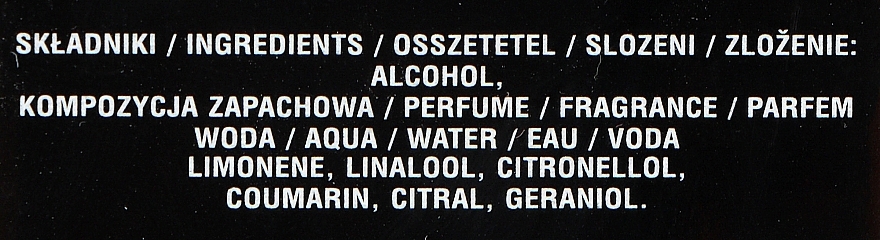 SKŁADNIKI / INGREDIENTS / OSSZETETEL / SLOZENI / ZLOŽENIE:
ALCOHOL,
KOMPOZYCJA ZAPACHOWA / PERFUME / FRAGRANCE / PARFEM
WODA / AQUA / WATER / EAU / VODA
LIMONENE, LINALOOL, CITRONELLOL,
COUMARIN, CITRAL, GERANIOL.